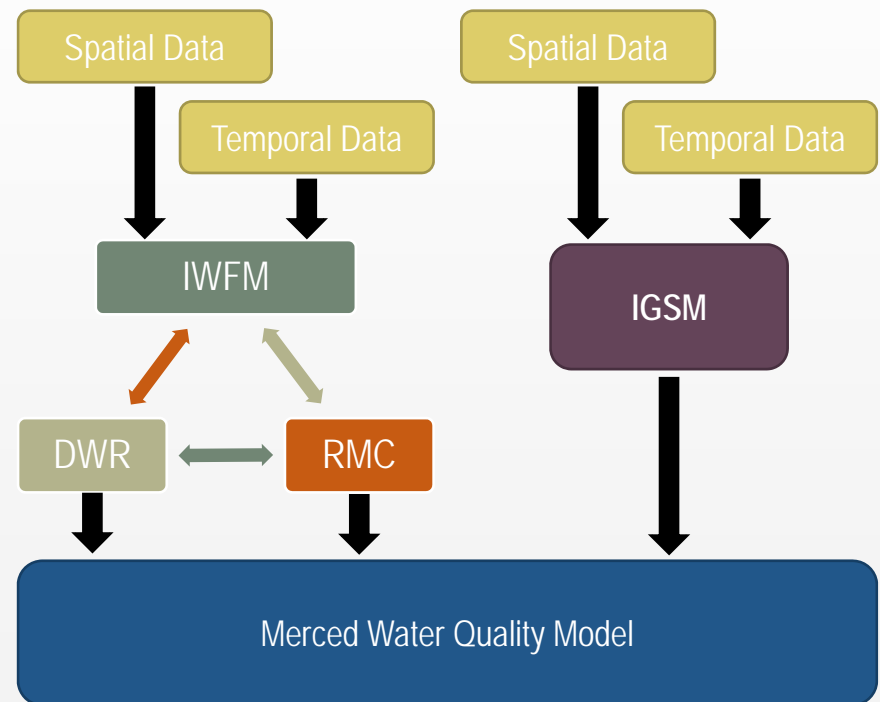 Spatial Data
Temporal Data
IWFM
DWR
RMC
Spatial Data
Temporal Data
IGSM
Merced Water Quality Model